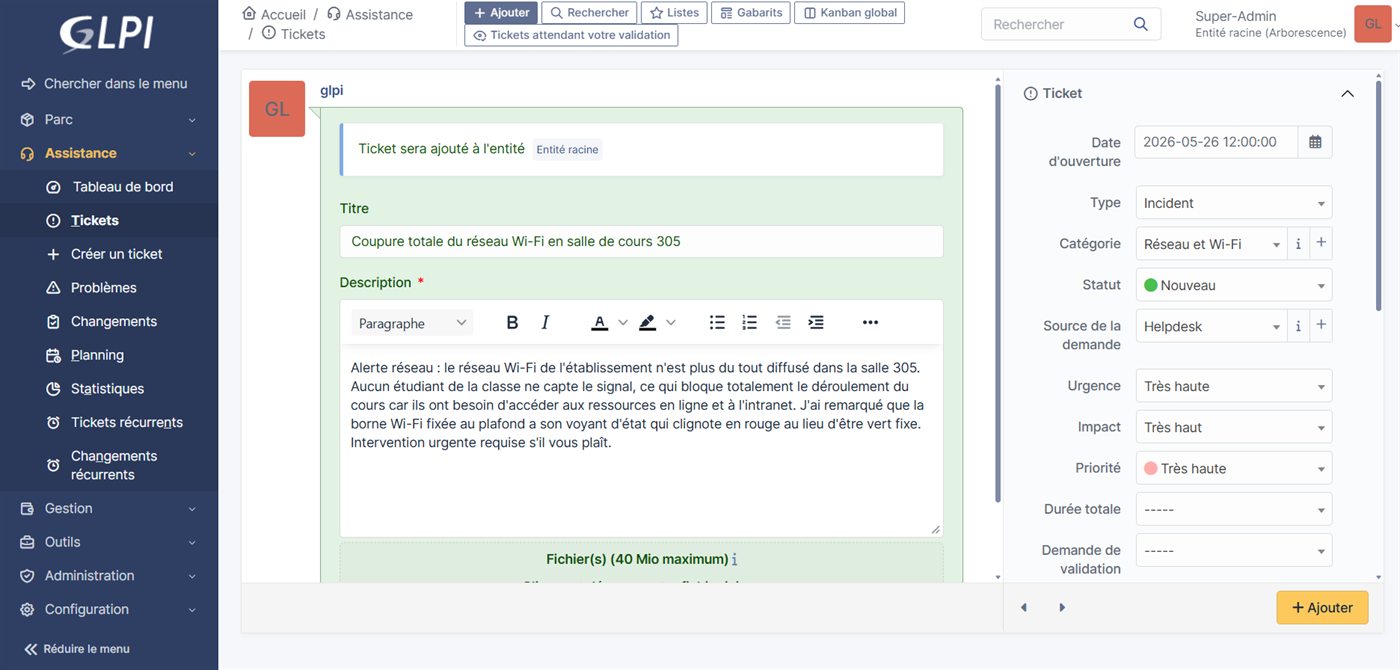 GLPI
Chercher dans le menu
Parc
Assistance
Tableau de bord
Tickets
Créer un ticket
Problèmes
Changements
Planning
Statistiques
Tickets récurrents
Changements
récurrents
Gestion
Outils
Administration
Configuration
Réduire le menu
Accueil / Assistance
/ Tickets
+ Ajouter
Rechercher
Listes
Gabarits
Kanban global
Tickets attendant votre validation
Rechercher
Super-Admin
Entité racine (Arborescence)
GL
GL
glpi
Ticket sera ajouté à l'entité Entité racine
Titre
Coupure totale du réseau Wi-Fi en salle de cours 305
Description *
Paragraphe
B I A
Alerte réseau : le réseau Wi-Fi de l'établissement n'est plus du tout diffusé dans la salle 305.
Aucun étudiant de la classe ne capte le signal, ce qui bloque totalement le déroulement du
cours car ils ont besoin d'accéder aux ressources en ligne et à l'intranet. J'ai remarqué que la
borne Wi-Fi fixée au plafond a son voyant d'état qui clignote en rouge au lieu d'être vert fixe.
Intervention urgente requise s'il vous plaît.
Fichier(s) (40 Mio maximum) i
Ticket
Date
d'ouverture
2026-05-26 12:00:00
Type
Incident
Catégorie
Réseau et Wi-Fi
i +
Statut
Nouveau
Source de la
demande
Helpdesk
i +
Urgence
Très haute
Impact
Très haut
Priorité
Très haute
Durée totale
-----
Demande de
validation
-----
+ Ajouter